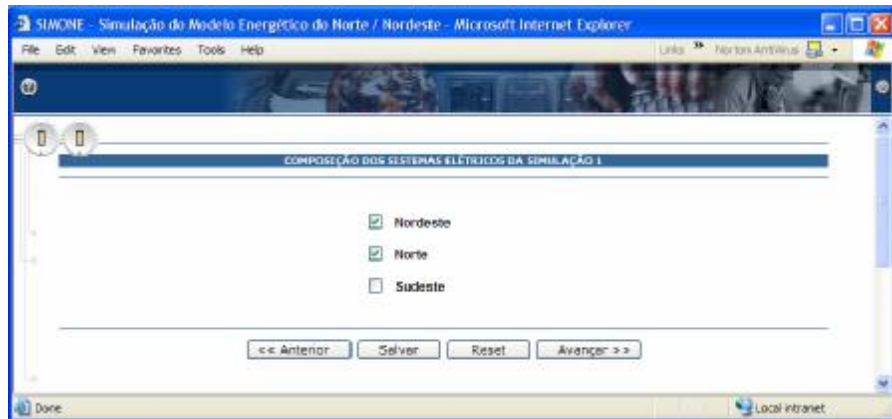 SIMONE - Simulação do Modelo Energético do Norte / Nordeste - Microsoft Internet Explorer
File Edit View Favorites Tools Help Links » Norton AntiVirus
COMPOSIÇÃO DOS SISTEMAS ELÉTRICOS DA SIMULAÇÃO 1
Nordeste
Norte
Sudeste
<< Anterior Salvar Reset Avançar >>
Done Local intranet